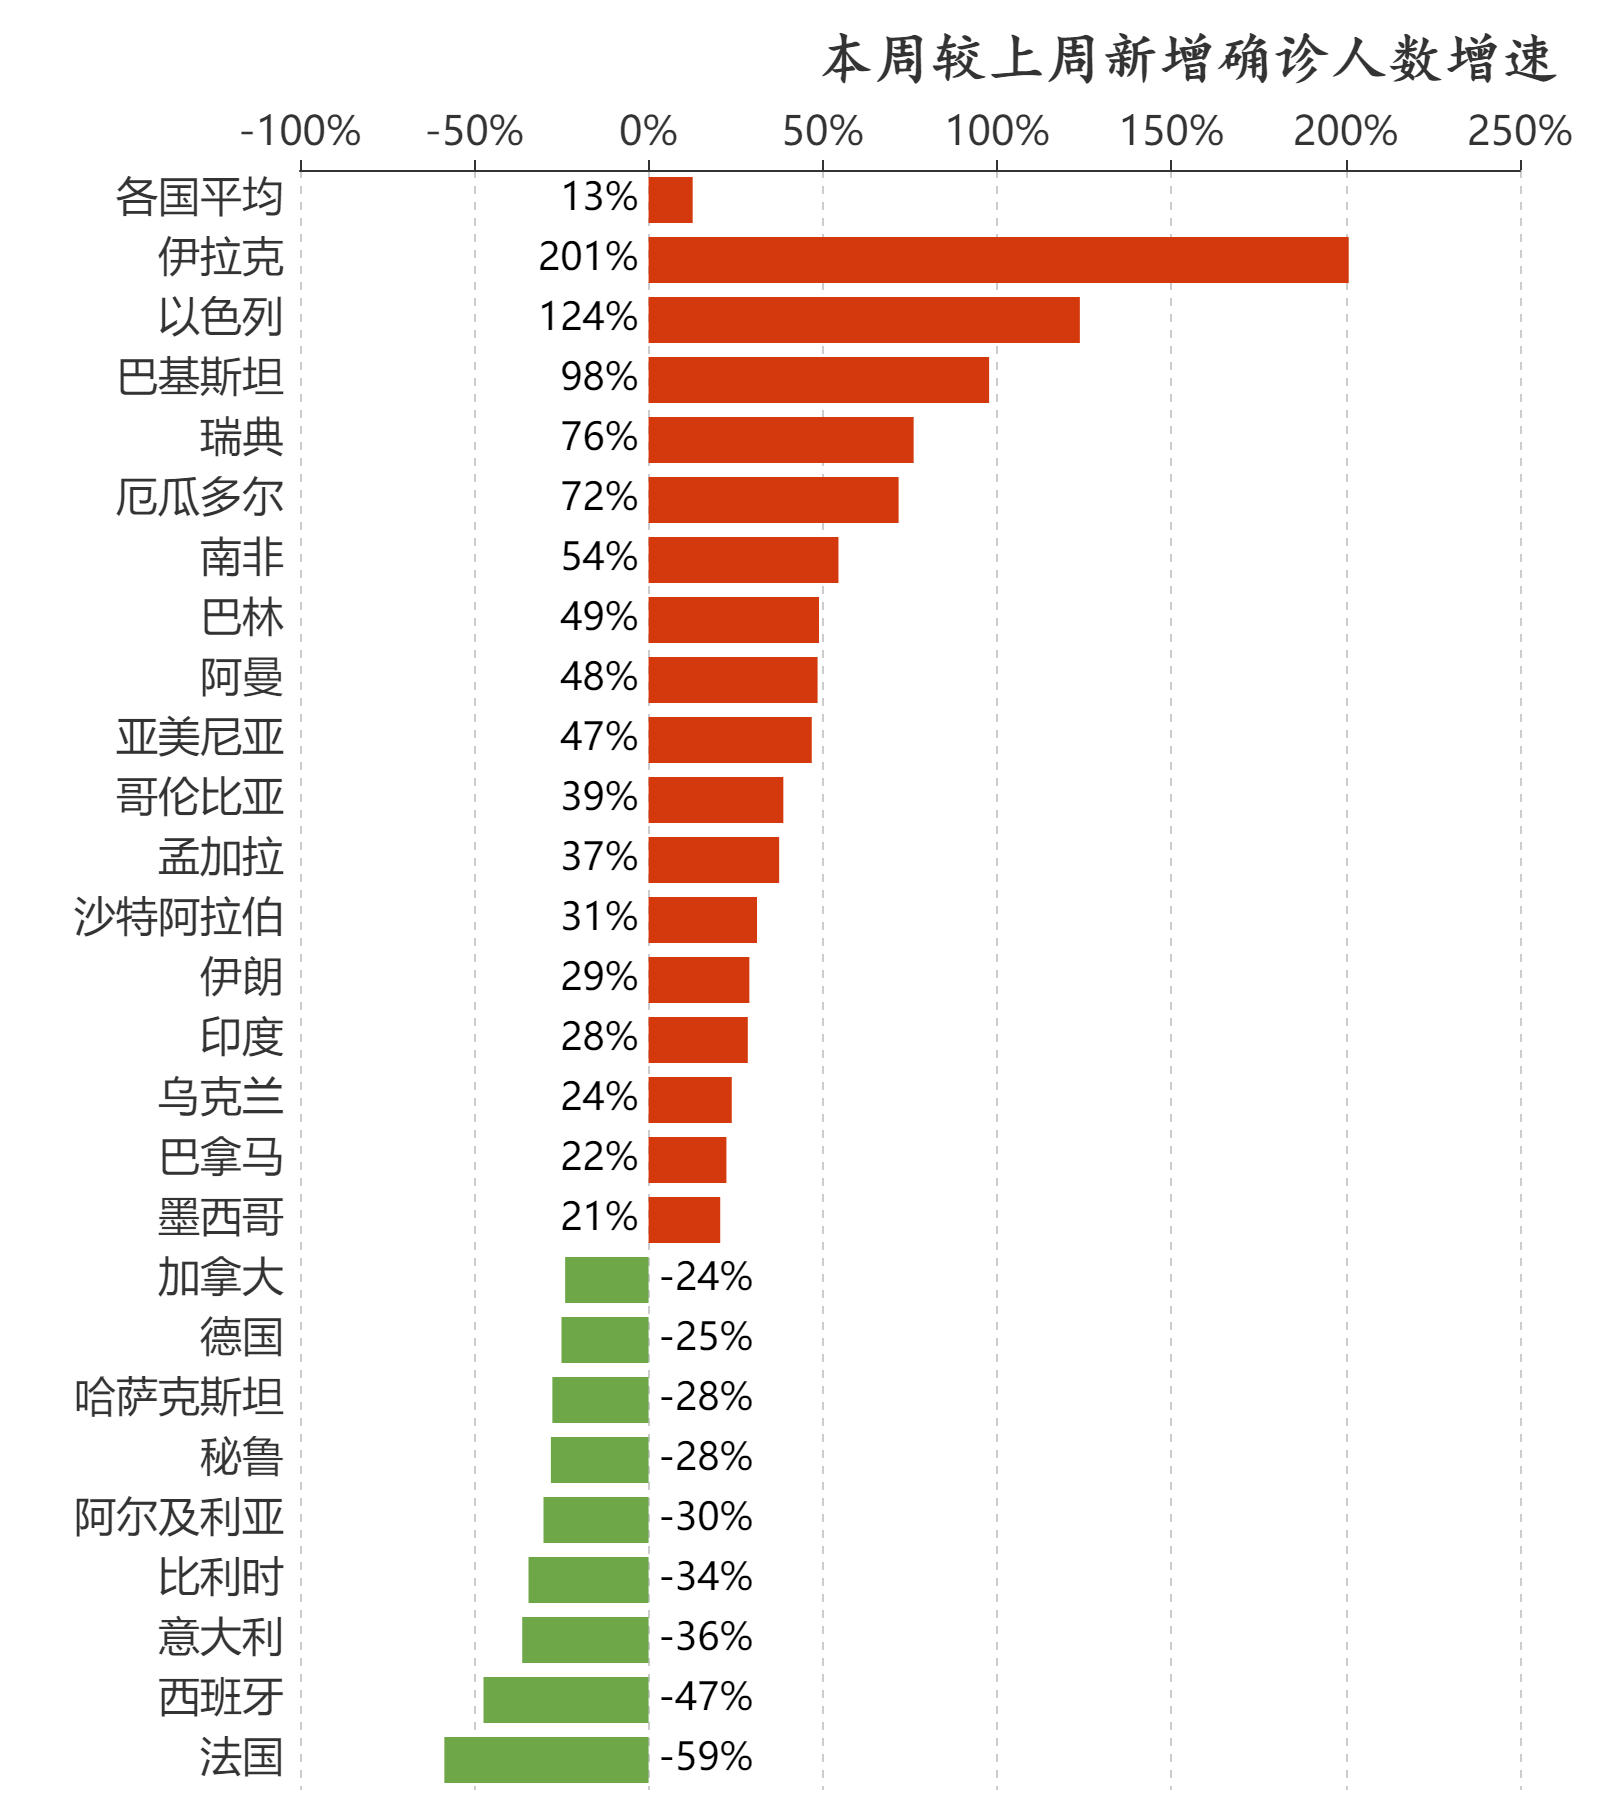 本周较上周新增确诊人数增速
-100% -50% 0% 50% 100% 150% 200% 250%
各国平均 13%
伊拉克 201%
以色列 124%
巴基斯坦 98%
瑞典 76%
厄瓜多尔 72%
南非 54%
巴林 49%
阿曼 48%
亚美尼亚 47%
哥伦比亚 39%
孟加拉 37%
沙特阿拉伯 31%
伊朗 29%
印度 28%
乌克兰 24%
巴拿马 22%
墨西哥 21%
加拿大 -24%
德国 -25%
哈萨克斯坦 -28%
秘鲁 -28%
阿尔及利亚 -30%
比利时 -34%
意大利 -36%
西班牙 -47%
法国 -59%